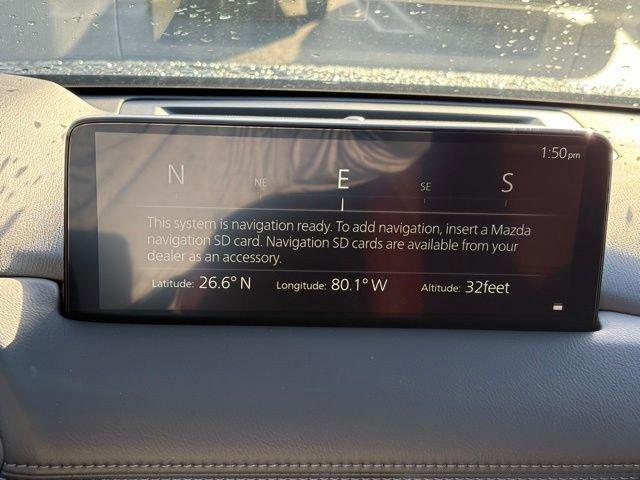 1:50pm
N NE E SE S
This system is navigation ready. To add navigation, insert a Mazda
navigation SD card. Navigation SD cards are available from your
dealer as an accessory.
Latitude: 26.6° N Longitude: 80.1° W Altitude: 32feet